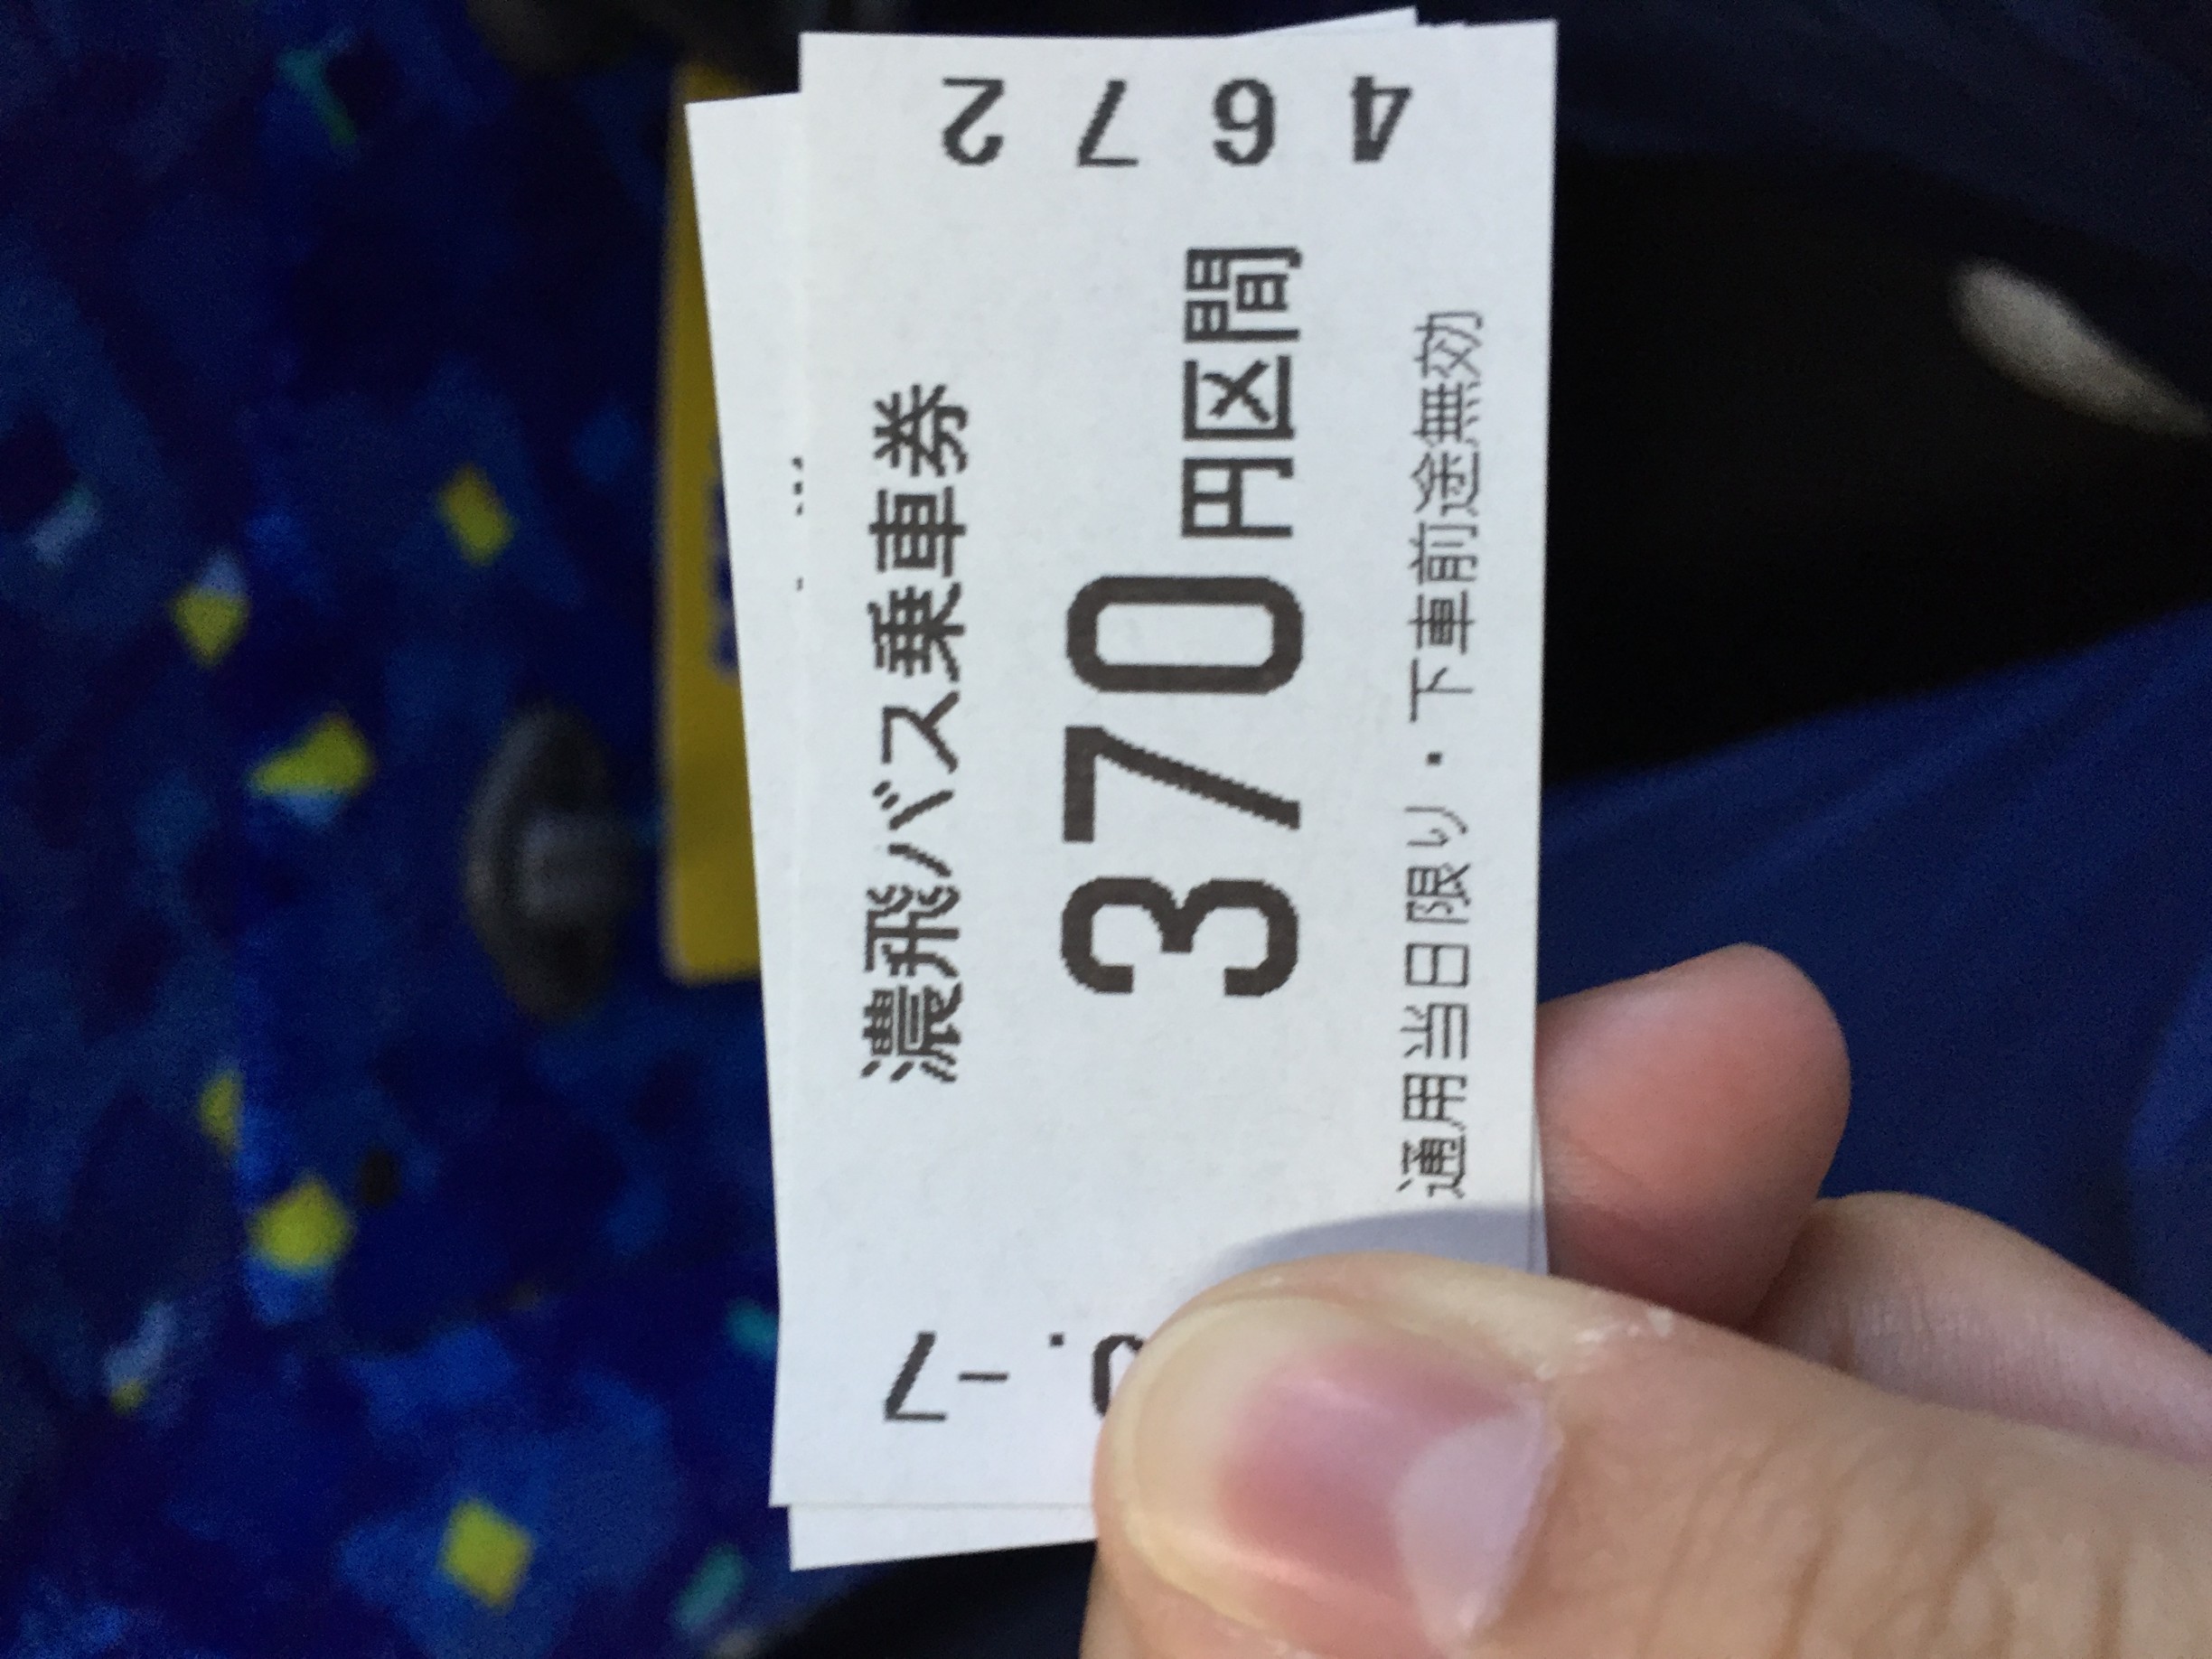 4672
濃飛バス乗車券
370円区間
通用当日限り・下車前途無効
. -7